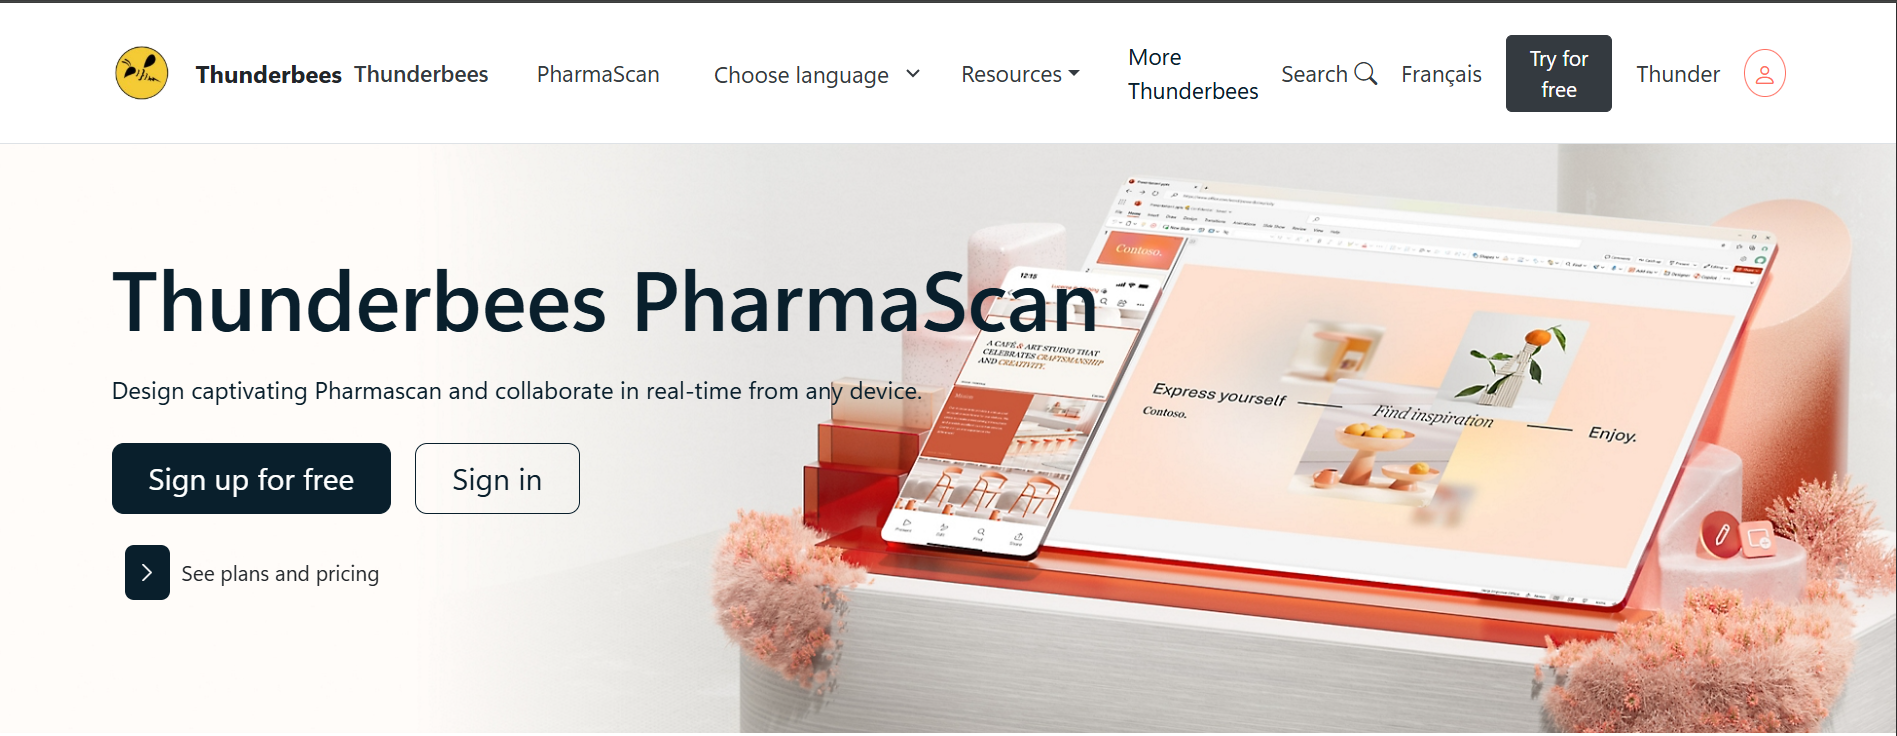 Thunderbees Thunderbees PharmaScan Choose language Resources More Thunderbees Search Français Try for free Thunder
Thunderbees PharmaScan
Design captivating Pharmascan and collaborate in real-time from any device.
Sign up for free
Sign in
See plans and pricing
Contoso.
12:15
A CAFÉ & ART STUDIO THAT
CELEBRATES CRAFTSMANSHIP
AND CREATIVITY.
Express yourself
Contoso.
Find inspiration
Enjoy.